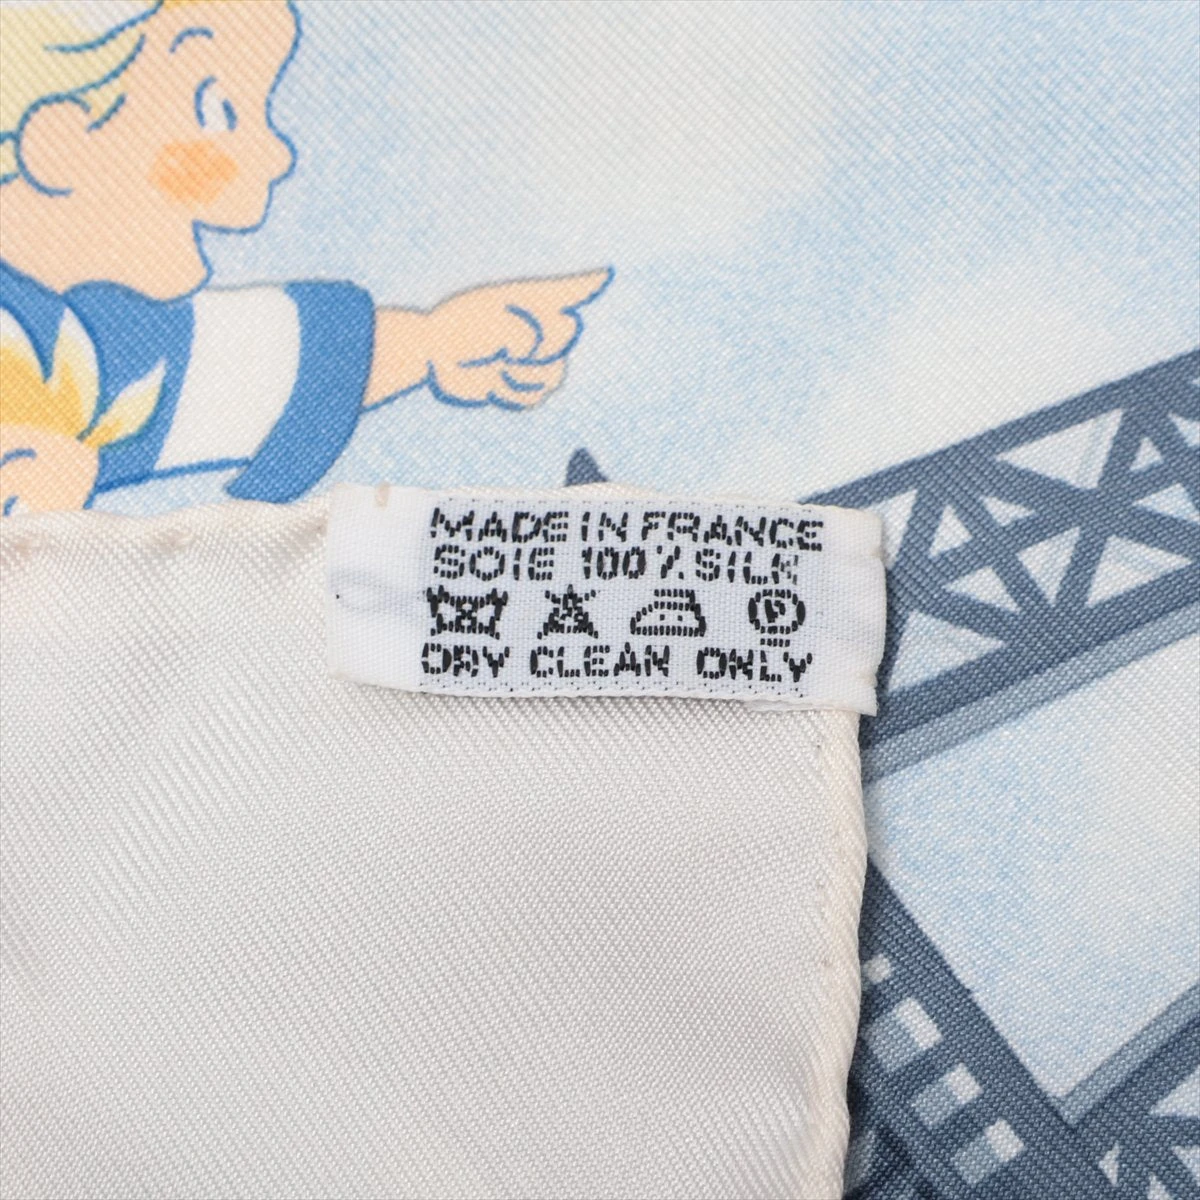 MADE IN FRANCE
SOIE 100% SILK
P
DRY CLEAN ONLY